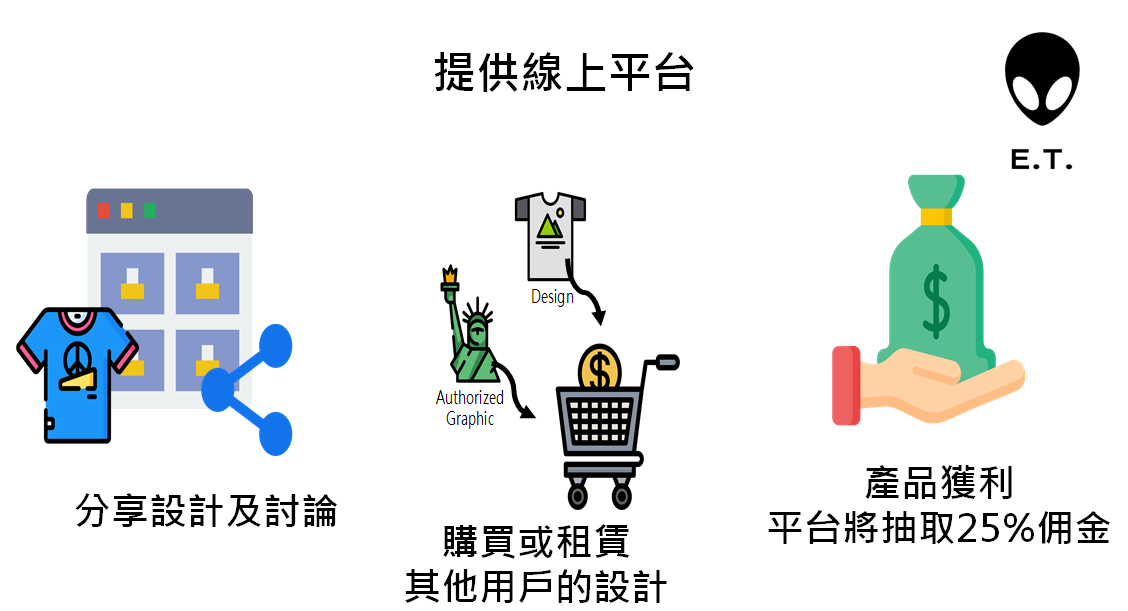 提供線上平台
E.T.
Design
Authorized
Graphic
分享設計及討論
購買或租賃
其他用戶的設計
產品獲利
平台將抽取25%佣金